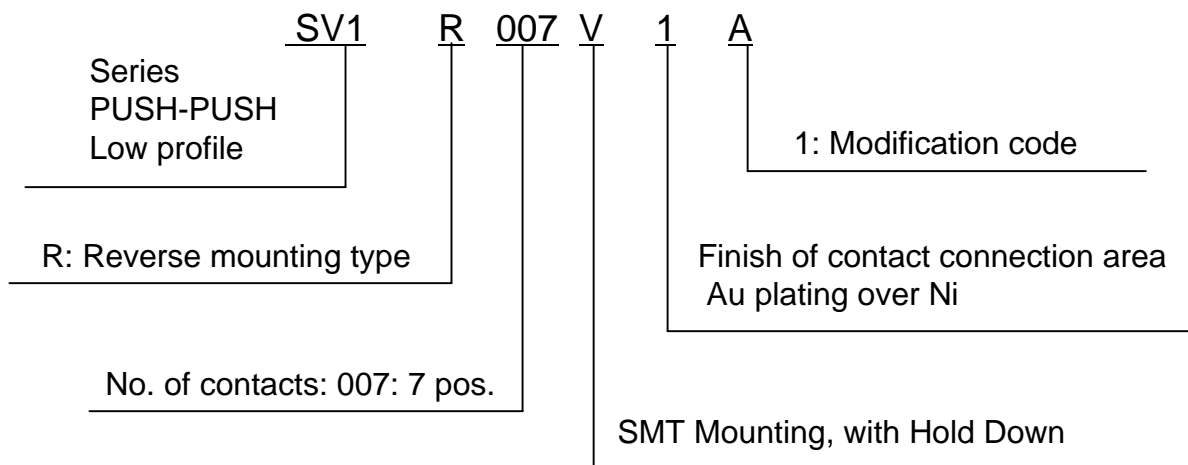 SV1 R 007 V 1 A
Series
PUSH-PUSH
Low profile
1: Modification code
R: Reverse mounting type
Finish of contact connection area
Au plating over Ni
No. of contacts: 007: 7 pos.
SMT Mounting, with Hold Down